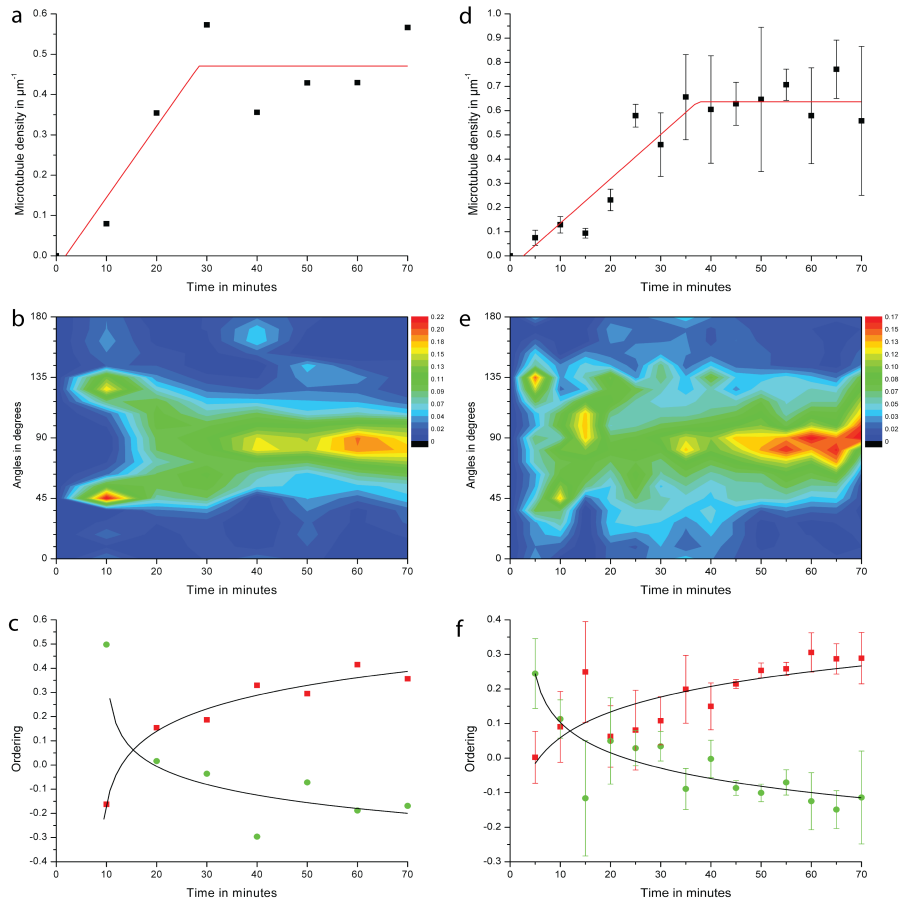 a
Microtubule density in μm⁻¹
0.6
0.5
0.4
0.3
0.2
0.1
0.0
0 10 20 30 40 50 60 70
Time in minutes
d
Microtubule density in μm⁻¹
1.0
0.9
0.8
0.7
0.6
0.5
0.4
0.3
0.2
0.1
0.0
0 10 20 30 40 50 60 70
Time in minutes
b
Angles in degrees
180
135
90
45
0
0 10 20 30 40 50 60 70
Time in minutes
0.22
0.20
0.18
0.15
0.13
0.11
0.09
0.07
0.04
0.02
0
e
Angles in degrees
180
135
90
45
0
0 10 20 30 40 50 60 70
Time in minutes
0.17
0.15
0.13
0.12
0.10
0.08
0.07
0.05
0.03
0.02
0
c
Ordering
0.6
0.5
0.4
0.3
0.2
0.1
0.0
-0.1
-0.2
-0.3
-0.4
0 10 20 30 40 50 60 70
Time in minutes
f
Ordering
0.5
0.4
0.3
0.2
0.1
0.0
-0.1
-0.2
-0.3
0 10 20 30 40 50 60 70
Time in minutes